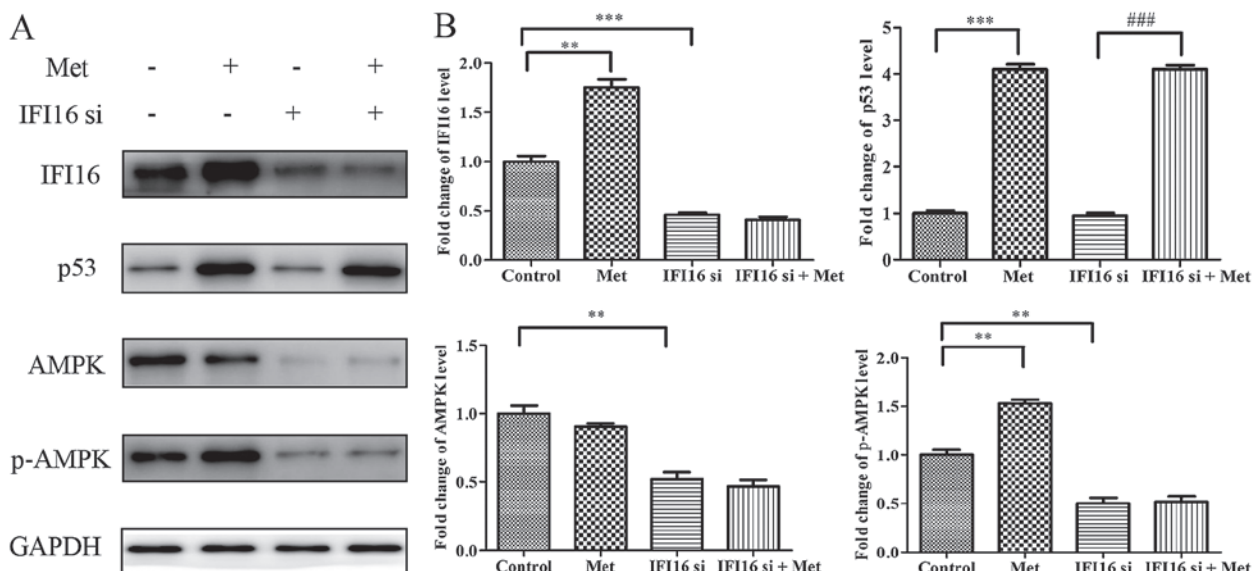 A
Met - + - +
IFI16 si - - + +
IFI16
p53
AMPK
p-AMPK
GAPDH
B
Fold change of IFI16 level
2.0
1.5
1.0
0.5
0.0
***
**
Control Met IFI16 si IFI16 si + Met
Fold change of p53 level
5
4
3
2
1
0
***
###
Control Met IFI16 si IFI16 si + Met
Fold change of AMPK level
1.5
1.0
0.5
0.0
**
Control Met IFI16 si IFI16 si + Met
Fold change of p-AMPK level
2.0
1.5
1.0
0.5
0.0
**
**
Control Met IFI16 si IFI16 si + Met